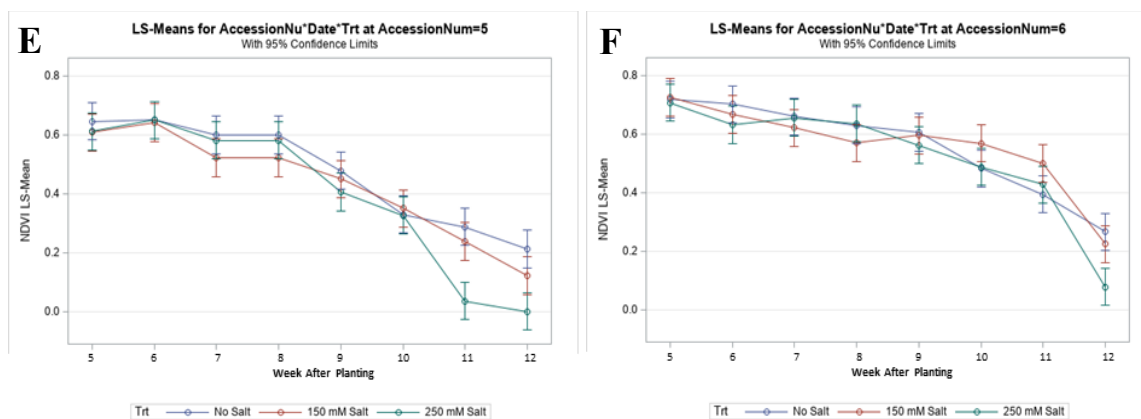 E
LS-Means for AccessionNu*Date*Trt at AccessionNum=5
With 95% Confidence Limits
NDVI LS-Mean
0.8
0.6
0.4
0.2
0.0
5 6 7 8 9 10 11 12
Week After Planting
Trt No Salt 150 mM Salt 250 mM Salt
F
LS-Means for AccessionNu*Date*Trt at AccessionNum=6
With 95% Confidence Limits
NDVI LS-Mean
0.8
0.6
0.4
0.2
0.0
5 6 7 8 9 10 11 12
Week After Planting
Trt No Salt 150 mM Salt 250 mM Salt